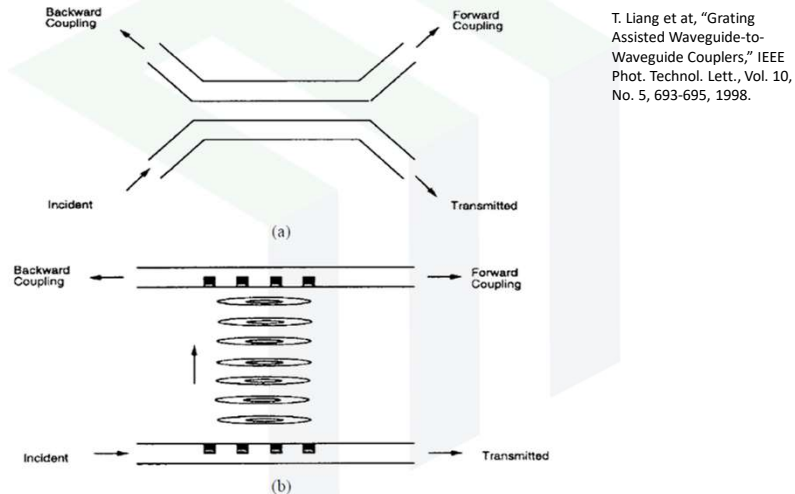 Backward
Coupling
Forward
Coupling
T. Liang et at, “Grating
Assisted Waveguide-to-
Waveguide Couplers,” IEEE
Phot. Technol. Lett., Vol. 10,
No. 5, 693-695, 1998.
Incident
Transmitted
(a)
Backward
Coupling
Forward
Coupling
Incident
Transmitted
(b)